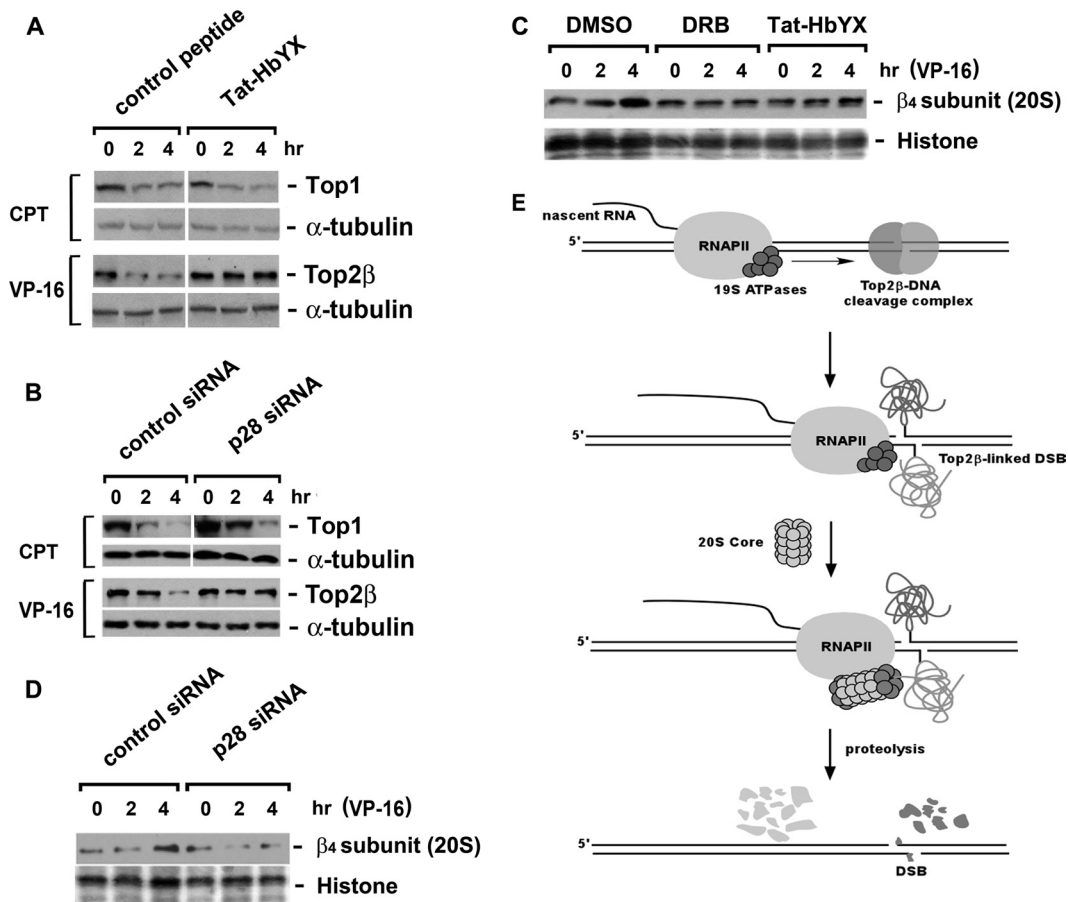 A
control peptide
Tat-HbYX
0 2 4 0 2 4 hr
CPT
- Top1
- α-tubulin
VP-16
- Top2β
- α-tubulin
B
control siRNA
p28 siRNA
0 2 4 0 2 4 hr
CPT
- Top1
- α-tubulin
VP-16
- Top2β
- α-tubulin
D
control siRNA
p28 siRNA
0 2 4 0 2 4 hr (VP-16)
- β4 subunit (20S)
- Histone
C
DMSO DRB Tat-HbYX
0 2 4 0 2 4 0 2 4 hr (VP-16)
- β4 subunit (20S)
- Histone
E
nascent RNA
5'
RNAPII
19S ATPases
Top2β-DNA
cleavage complex
5'
RNAPII
Top2β-linked DSB
20S Core
5'
RNAPII
proteolysis
5'
DSB